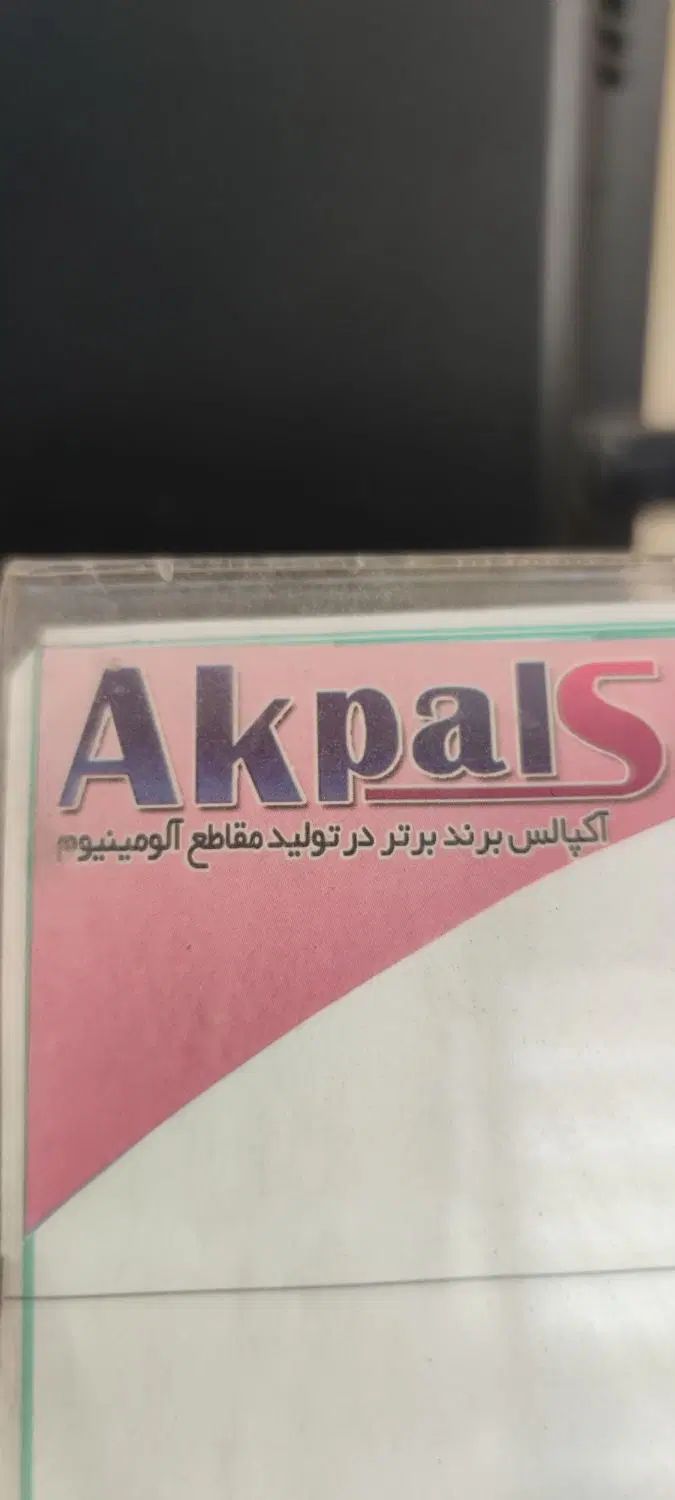 Akpals
آکپالس برند برتر در تولید مقاطع آلومینیوم